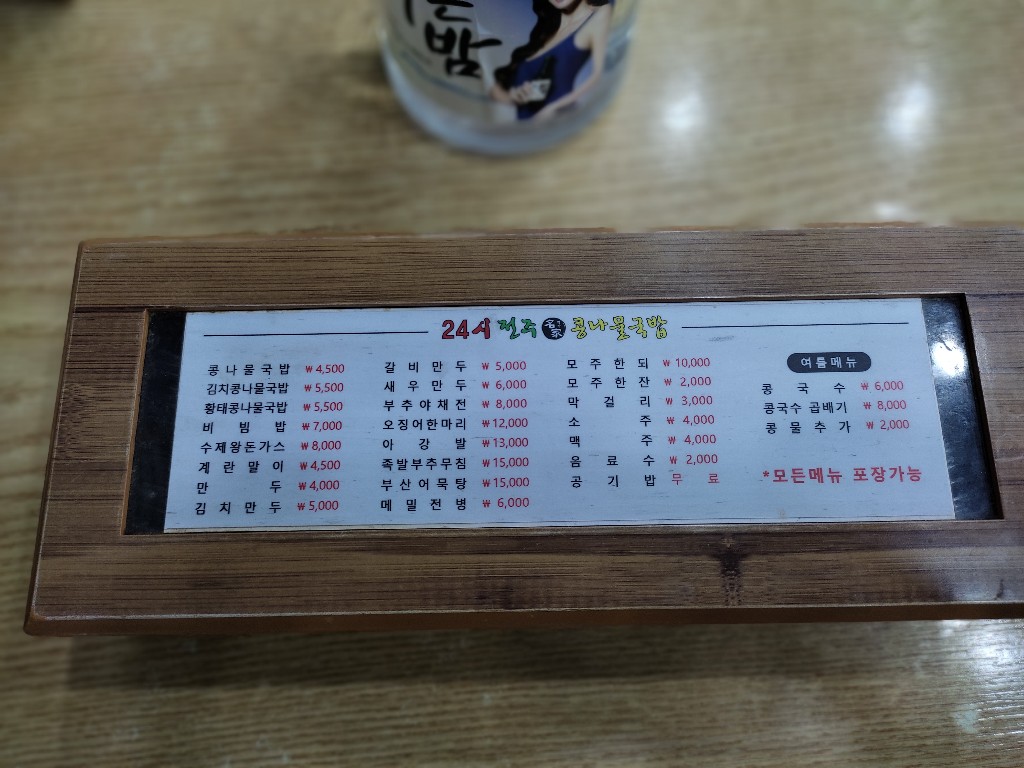 밤
24시 전주 콩나물국밥
콩나물국밥 ₩4,500
김치콩나물국밥 ₩5,500
황태콩나물국밥 ₩5,500
비빔밥 ₩7,000
수제왕돈가스 ₩8,000
계란말이 ₩4,500
만두 ₩4,000
김치만두 ₩5,000
갈비만두 ₩5,000
새우만두 ₩6,000
부추야채전 ₩8,000
오징어한마리 ₩12,000
아강발 ₩13,000
족발부추무침 ₩15,000
부산어묵탕 ₩15,000
메밀전병 ₩6,000
모주한되 ₩10,000
모주한잔 ₩2,000
막걸리 ₩3,000
소주 ₩4,000
맥주 ₩4,000
음료수 ₩2,000
공기밥 무료
여름메뉴
콩국수 ₩6,000
콩국수곱배기 ₩8,000
콩물추가 ₩2,000
*모든메뉴 포장가능